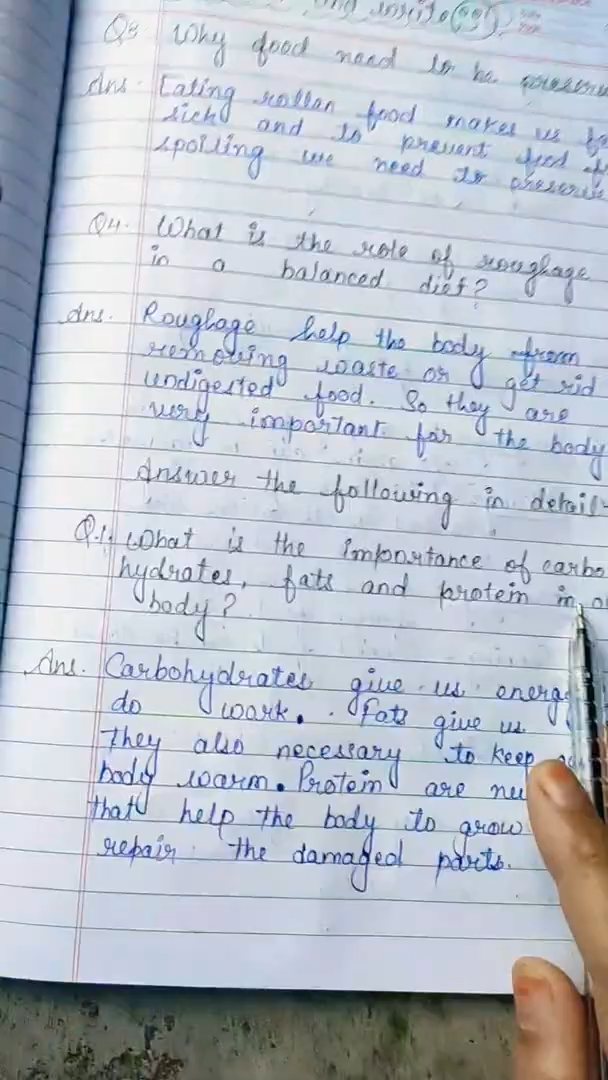 Q3 Why food need to be
Ans. Eating rotten food makes us
sick and to prevent food
spoiling we need to
Q4. What is the role of roughage
in a balanced diet?
Ans. Roughage help the body from
removing waste or get rid
undigested food. So they are
very important for the body
Answer the following in detail.
Q.1. What is the importance of carbo
hydrates, fats and protein in
body?
Ans. Carbohydrates give us energy
do work. Fats give us
They also necessary to keep
body warm. Protein are nu
that help the body to grow
repair the damaged parts.